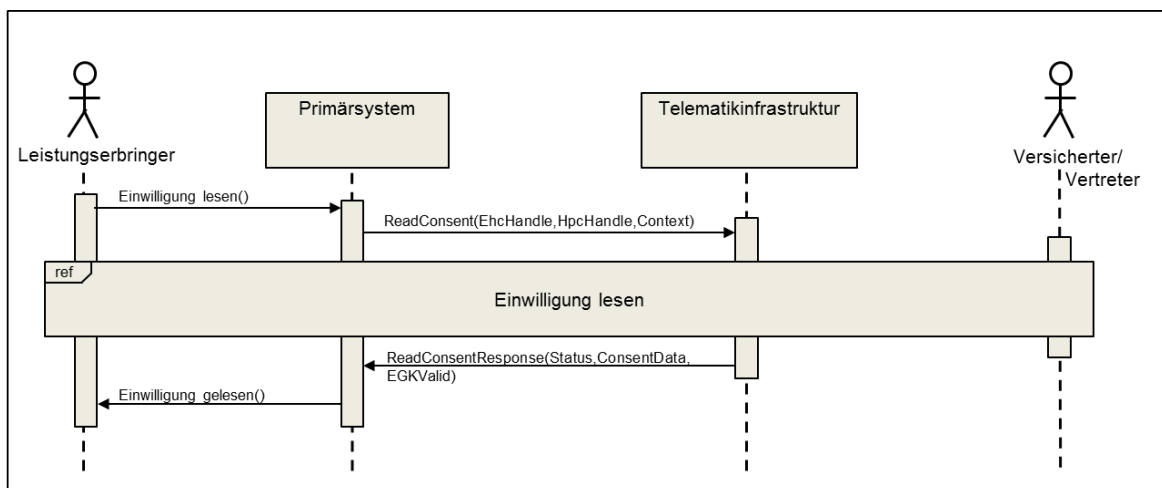 Primärsystem
Telematikinfrastruktur
Leistungserbringer
Versicherter/
Vertreter
Einwilligung lesen()
ReadConsent(EhcHandle,HpcHandle,Context)
ref
Einwilligung lesen
ReadConsentResponse(Status,ConsentData,
EGKValid)
Einwilligung gelesen()